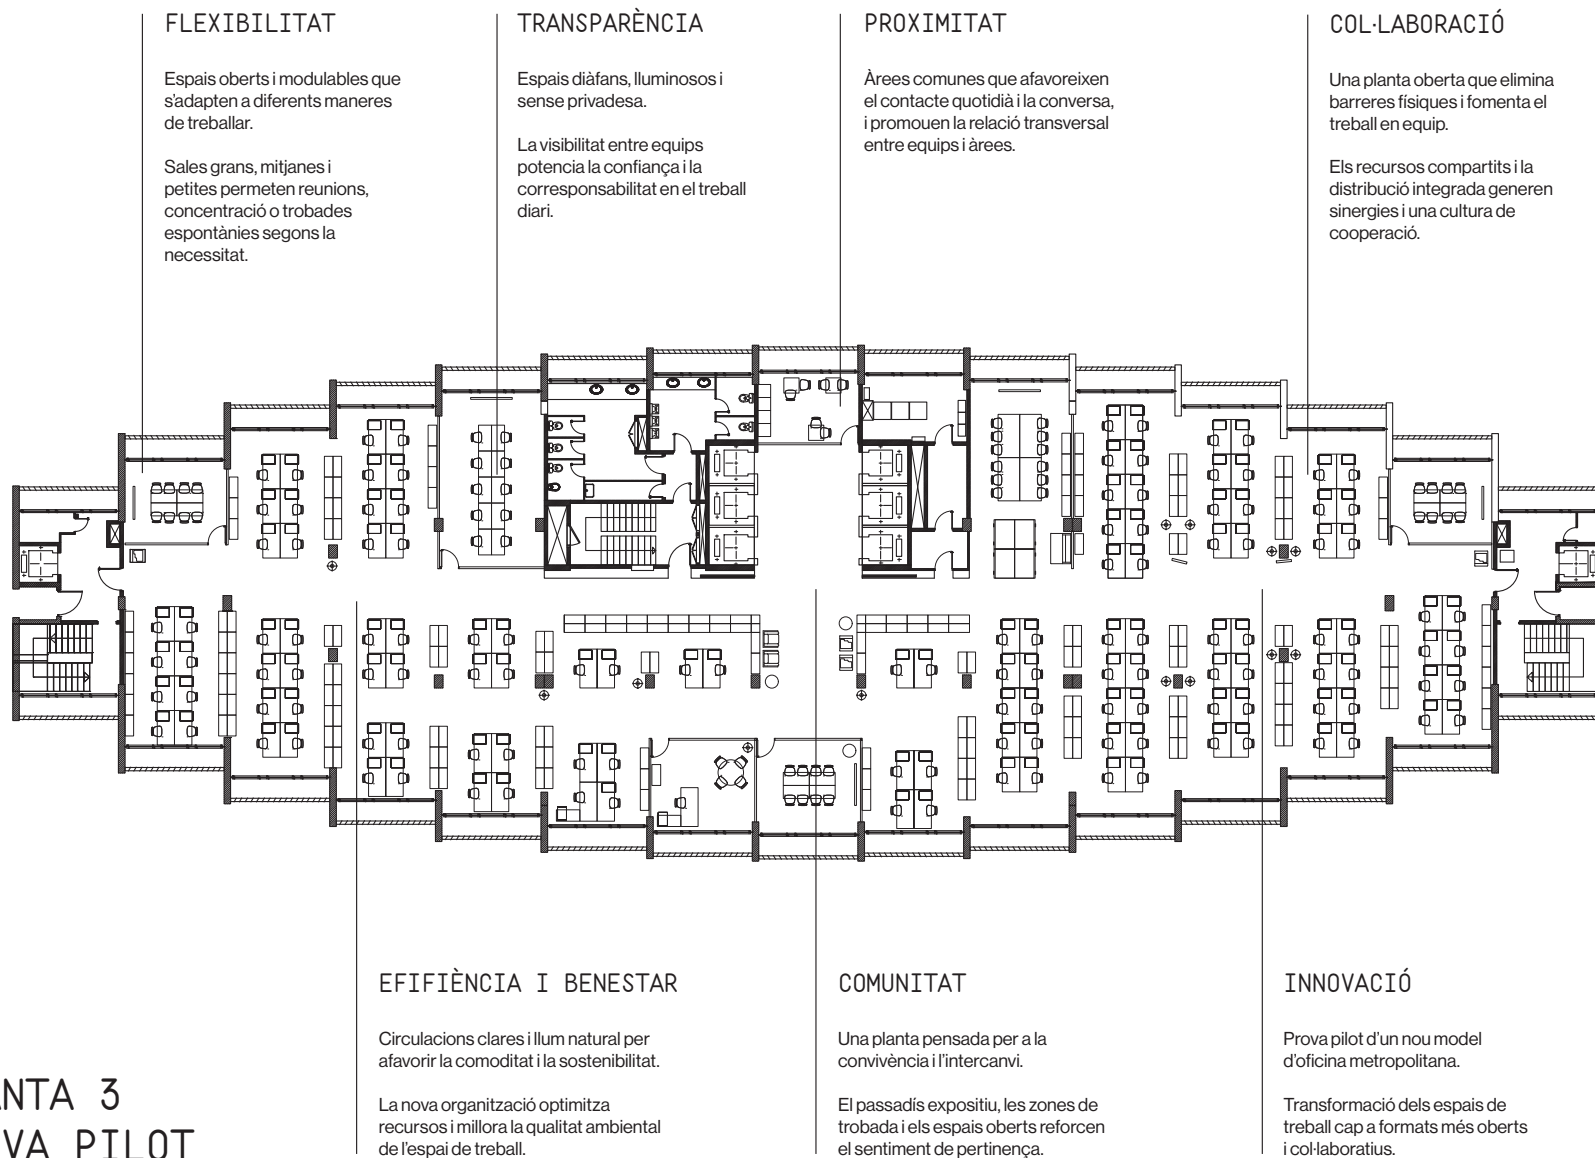 FLEXIBILITAT
Espais oberts i modulables que
s'adapten a diferents maneres
de treballar.
Sales grans, mitjanes i
petites permeten reunions,
concentració o trobades
espontànies segons la
necessitat.
TRANSPARÈNCIA
Espais diàfans, lluminosos i
sense privadesa.
La visibilitat entre equips
potencia la confiança i la
corresponsabilitat en el treball
diari.
PROXIMITAT
Àrees comunes que afavoreixen
el contacte quotidià i la conversa,
i promouen la relació transversal
entre equips i àrees.
COL·LABORACIÓ
Una planta oberta que elimina
barreres físiques i fomenta el
treball en equip.
Els recursos compartits i la
distribució integrada generen
sinergies i una cultura de
cooperació.
EFIFIÈNCIA I BENESTAR
Circulacions clares i llum natural per
afavorir la comoditat i la sostenibilitat.
La nova organització optimitza
recursos i millora la qualitat ambiental
de l'espai de treball.
COMUNITAT
Una planta pensada per a la
convivència i l'intercanvi.
El passadís expositiu, les zones de
trobada i els espais oberts reforcen
el sentiment de pertinença.
INNOVACIÓ
Prova pilot d'un nou model
d'oficina metropolitana.
Transformació dels espais de
treball cap a formats més oberts
i col·laboratius.
ANTA 3
VA PILOT